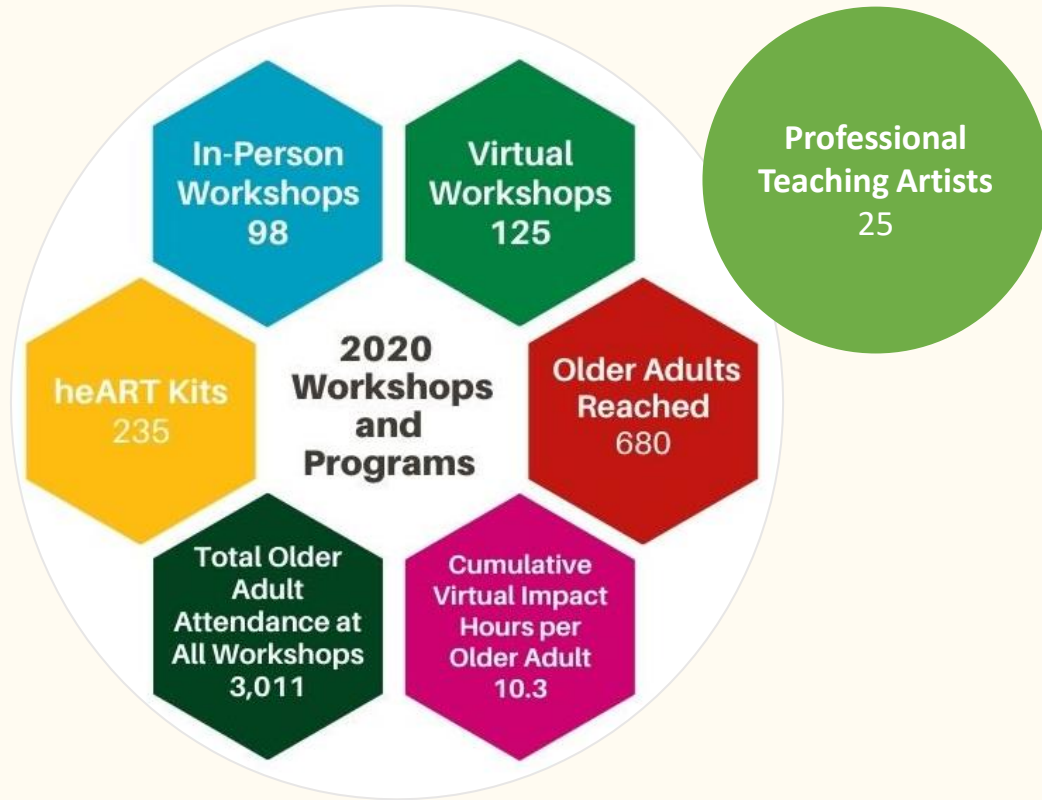 In-Person
Workshops
98
Virtual
Workshops
125
Professional
Teaching Artists
25
heART Kits
235
2020
Workshops
and
Programs
Older Adults
Reached
680
Total Older
Adult
Attendance at
All Workshops
3,011
Cumulative
Virtual Impact
Hours per
Older Adult
10.3